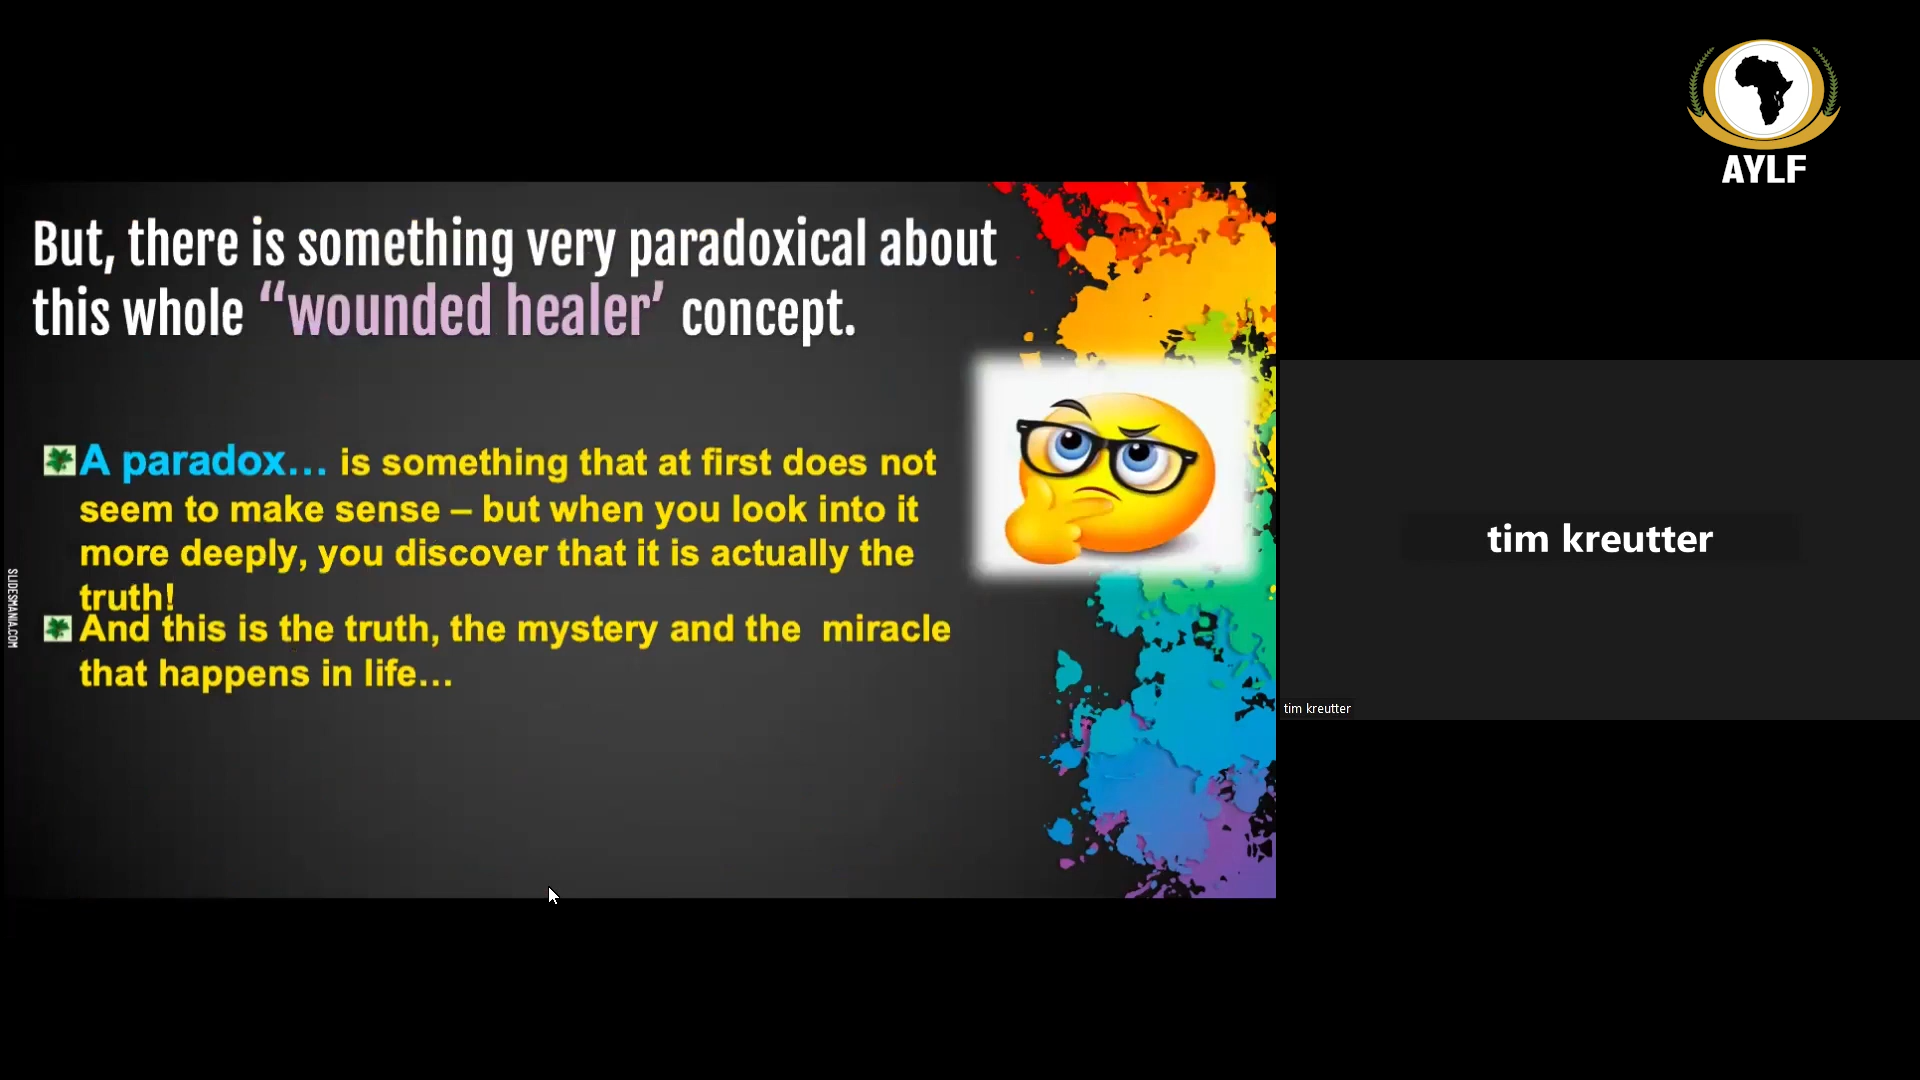 AYLF
But, there is something very paradoxical about
this whole “wounded healer’ concept.
A paradox... is something that at first does not
seem to make sense – but when you look into it
more deeply, you discover that it is actually the
truth!
And this is the truth, the mystery and the  miracle
that happens in life...
SLIDESMANIA.COM
tim kreutter
tim kreutter